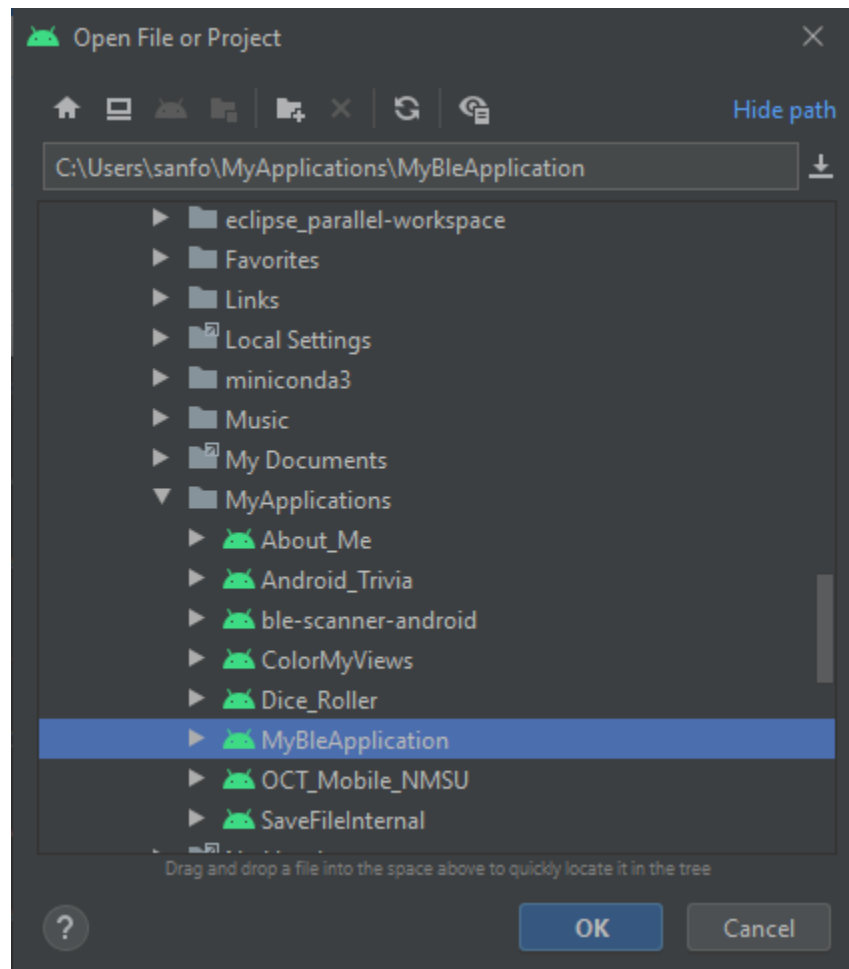 Open File or Project
Hide path
C:\Users\sanfo\MyApplications\MyBleApplication
eclipse_parallel-workspace
Favorites
Links
Local Settings
miniconda3
Music
My Documents
MyApplications
About_Me
Android_Trivia
ble-scanner-android
ColorMyViews
Dice_Roller
MyBleApplication
OCT_Mobile_NMSU
SaveFileInternal
Drag and drop a file into the space above to quickly locate it in the tree
?
OK
Cancel